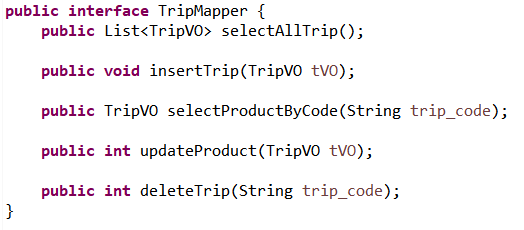 public interface TripMapper {
    public List<TripVO> selectAllTrip();
    public void insertTrip(TripVO tVO);
    public TripVO selectProductByCode(String trip_code);
    public int updateProduct(TripVO tVO);
    public int deleteTrip(String trip_code);
}